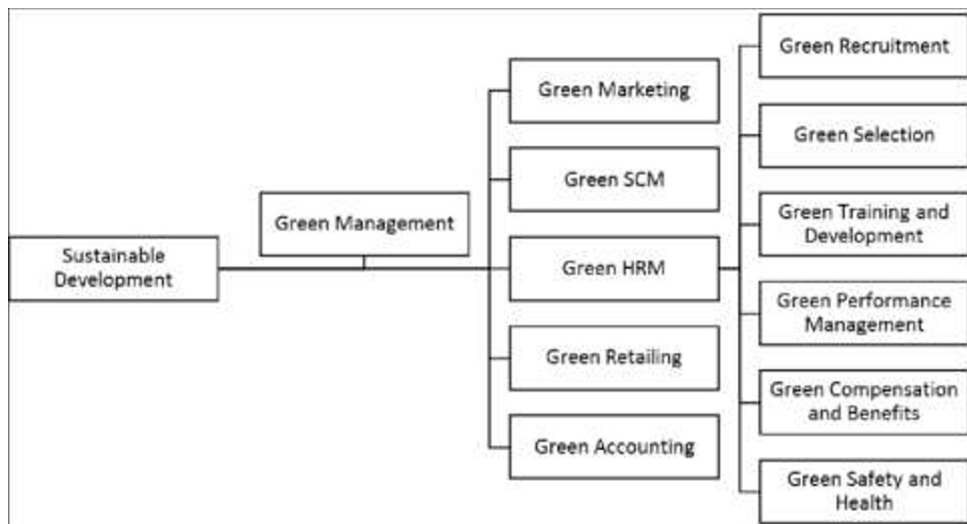 Sustainable
Development
Green Management
Green Marketing
Green SCM
Green HRM
Green Retailing
Green Accounting
Green Recruitment
Green Selection
Green Training and
Development
Green Performance
Management
Green Compensation
and Benefits
Green Safety and
Health